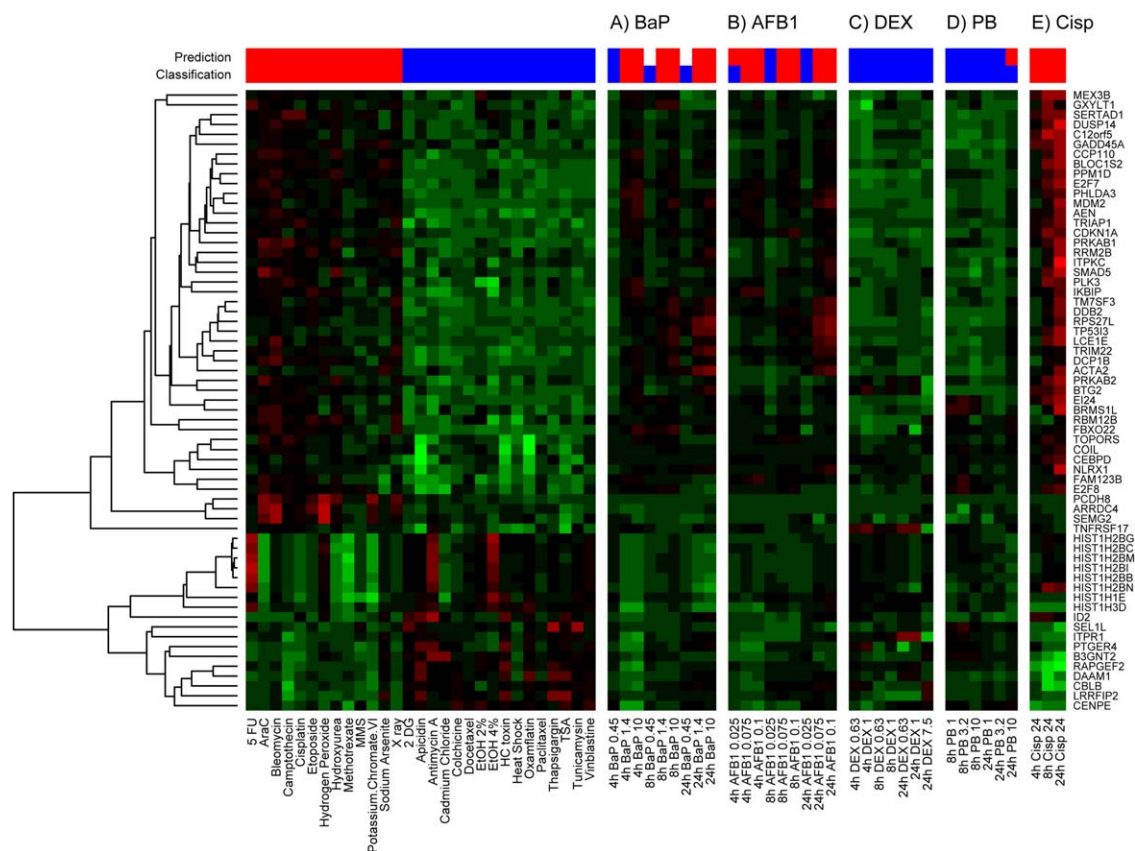 A) BaP
B) AFB1
C) DEX
D) PB
E) Cisp
Prediction
Classification
MEX3B
GXYLT1
SERTAD1
DUSP14
C12orf5
GADD45A
CCP110
BLOC1S2
PPM1D
E2F7
PHLDA3
MDM2
AEN
TRIAP1
CDKN1A
PRKAB1
RRM2B
ITPKC
SMAD5
PLK3
IKBIP
TM7SF3
DDB2
RPS27L
TP53I3
LCE1E
TRIM22
DCP1B
ACTA2
PRKAB2
BTG2
EI24
BRMS1L
RBM12B
FBXO22
TOPORS
COIL
CEBPD
NLRX1
FAM123B
E2F8
PCDH8
ARRDC4
SEMG2
TNFRSF17
HIST1H2BG
HIST1H2BC
HIST1H2BM
HIST1H2BI
HIST1H2BB
HIST1H2BN
HIST1H1E
HIST1H3D
ID2
SEL1L
ITPR1
PTGER4
B3GNT2
RAPGEF2
DAAM1
CBLB
LRRFIP2
CENPE
5 FU
AraC
Bleomycin
Camptothecin
Cisplatin
Etoposide
Hydrogen Peroxide
Hydroxyurea
Methotrexate
MMS
Potassium.Chromate.VI
Sodium Arsenite
X ray
2 DG
Apicidin
Antimycin A
Cadmium Chloride
Colchicine
Docetaxel
EtOH 2%
EtOH 4%
HC toxin
Heat Shock
Oxamflatin
Paclitaxel
Thapsigargin
TSA
Tunicamysn
Vinblastine
4h BaP 0.45
4h BaP 1.4
4h BaP 10
8h BaP 0.45
8h BaP 1.4
8h BaP 10
24h BaP 0.45
24h BaP 1.4
24h BaP 10
4h AFB1 0.025
4h AFB1 0.075
4h AFB1 0.1
8h AFB1 0.025
8h AFB1 0.075
8h AFB1 0.1
24h AFB1 0.025
24h AFB1 0.075
24h AFB1 0.1
4h DEX 0.63
4h DEX 1
8h DEX 0.63
8h DEX 1
24h DEX 0.63
24h DEX 1
24h DEX 7.5
8h PB 1
8h PB 3.2
8h PB 10
24h PB 1
24h PB 3.2
24h PB 10
4h Cisp 24
8h Cisp 24
24h Cisp 24